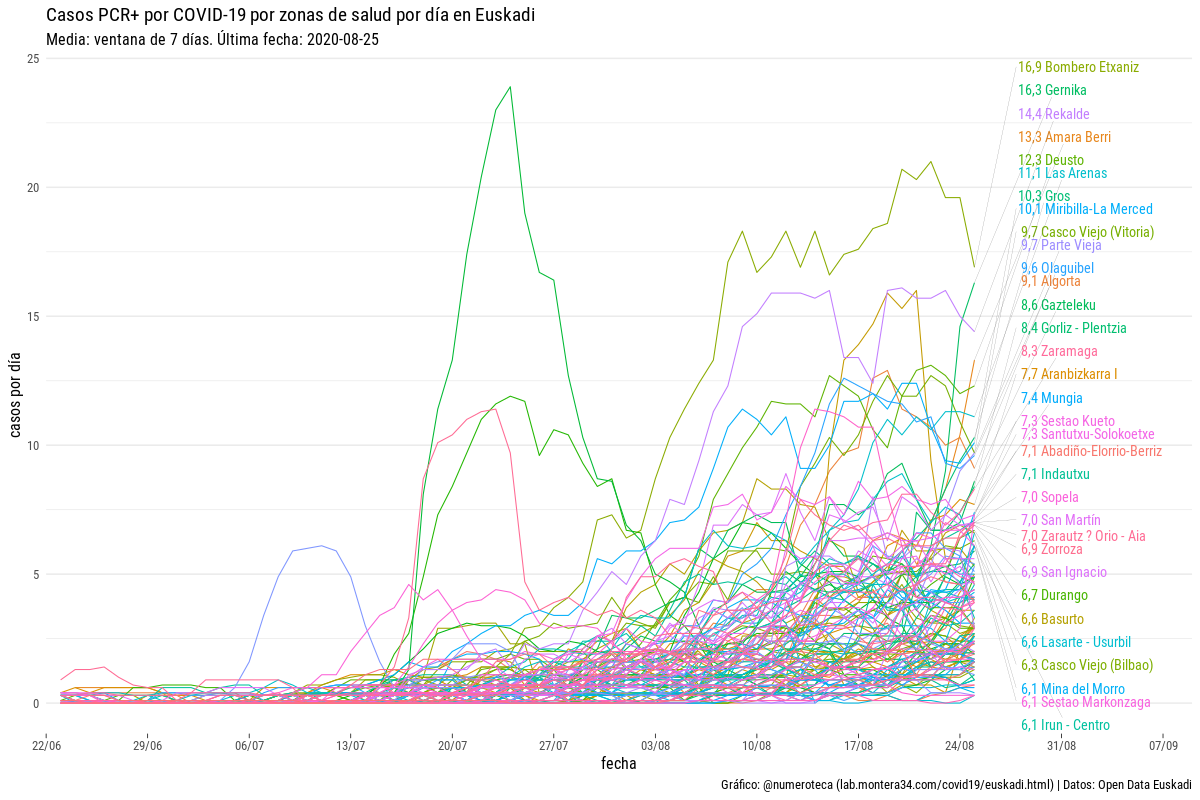 Casos PCR+ por COVID-19 por zonas de salud por día en Euskadi
Media: ventana de 7 días. Última fecha: 2020-08-25
25
20
15
10
5
0
casos por día
16,9 Bombero Etxaniz
16,3 Gernika
14,4 Rekalde
13,3 Amara Berri
12,3 Deusto
11,1 Las Arenas
10,3 Gros
10,1 Miribilla-La Merced
9,7 Casco Viejo (Vitoria)
9,7 Parte Vieja
9,6 Olaguibel
9,1 Algorta
8,6 Gazteleku
8,4 Gorliz - Plentzia
8,3 Zaramaga
7,7 Aranbizkarra I
7,4 Mungia
7,3 Sestao Kueto
7,3 Santutxu-Solokoetxe
7,1 Abadiño-Elorrio-Berriz
7,1 Indautxu
7,0 Sopela
7,0 San Martín
7,0 Zarautz ? Orio - Aia
6,9 Zorroza
6,9 San Ignacio
6,7 Durango
6,6 Basurto
6,6 Lasarte - Usurbil
6,3 Casco Viejo (Bilbao)
6,1 Mina del Morro
6,1 Sestao Markonzaga
6,1 Irun - Centro
22/06 29/06 06/07 13/07 20/07 27/07 03/08 10/08 17/08 24/08 31/08 07/09
fecha
Gráfico: @numeroteca (lab.montera34.com/covid19/euskadi.html) | Datos: Open Data Euskadi